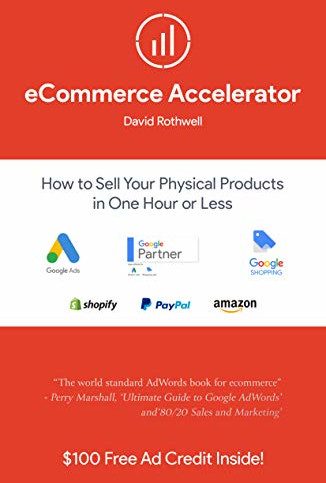 eCommerce Accelerator
David Rothwell
How to Sell Your Physical Products
in One Hour or Less
Google Ads
Google
Partner
Google
SHOPPING
shopify
PayPal
amazon
"The world standard AdWords book for ecommerce"
- Perry Marshall, 'Ultimate Guide to Google AdWords'
and'80/20 Sales and Marketing'
$100 Free Ad Credit Inside!